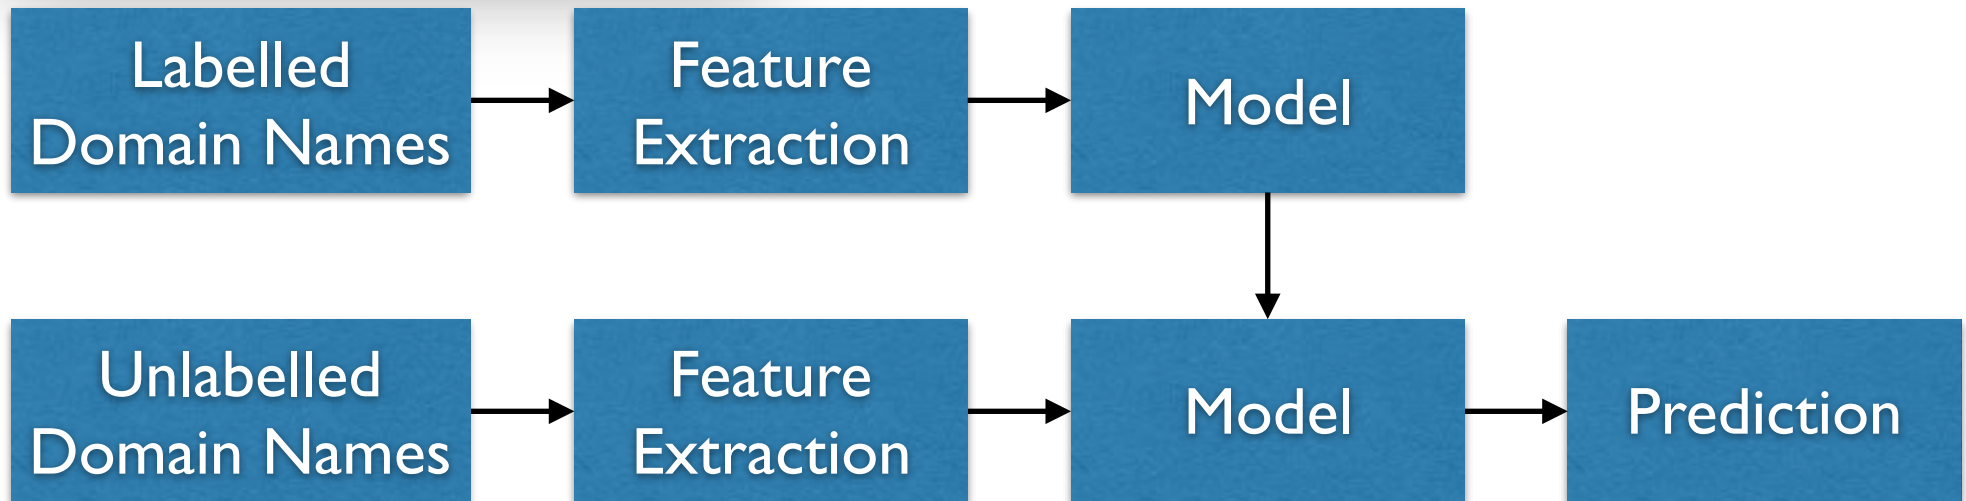 Labelled
Domain Names
Feature
Extraction
Model
Unlabelled
Domain Names
Feature
Extraction
Model
Prediction